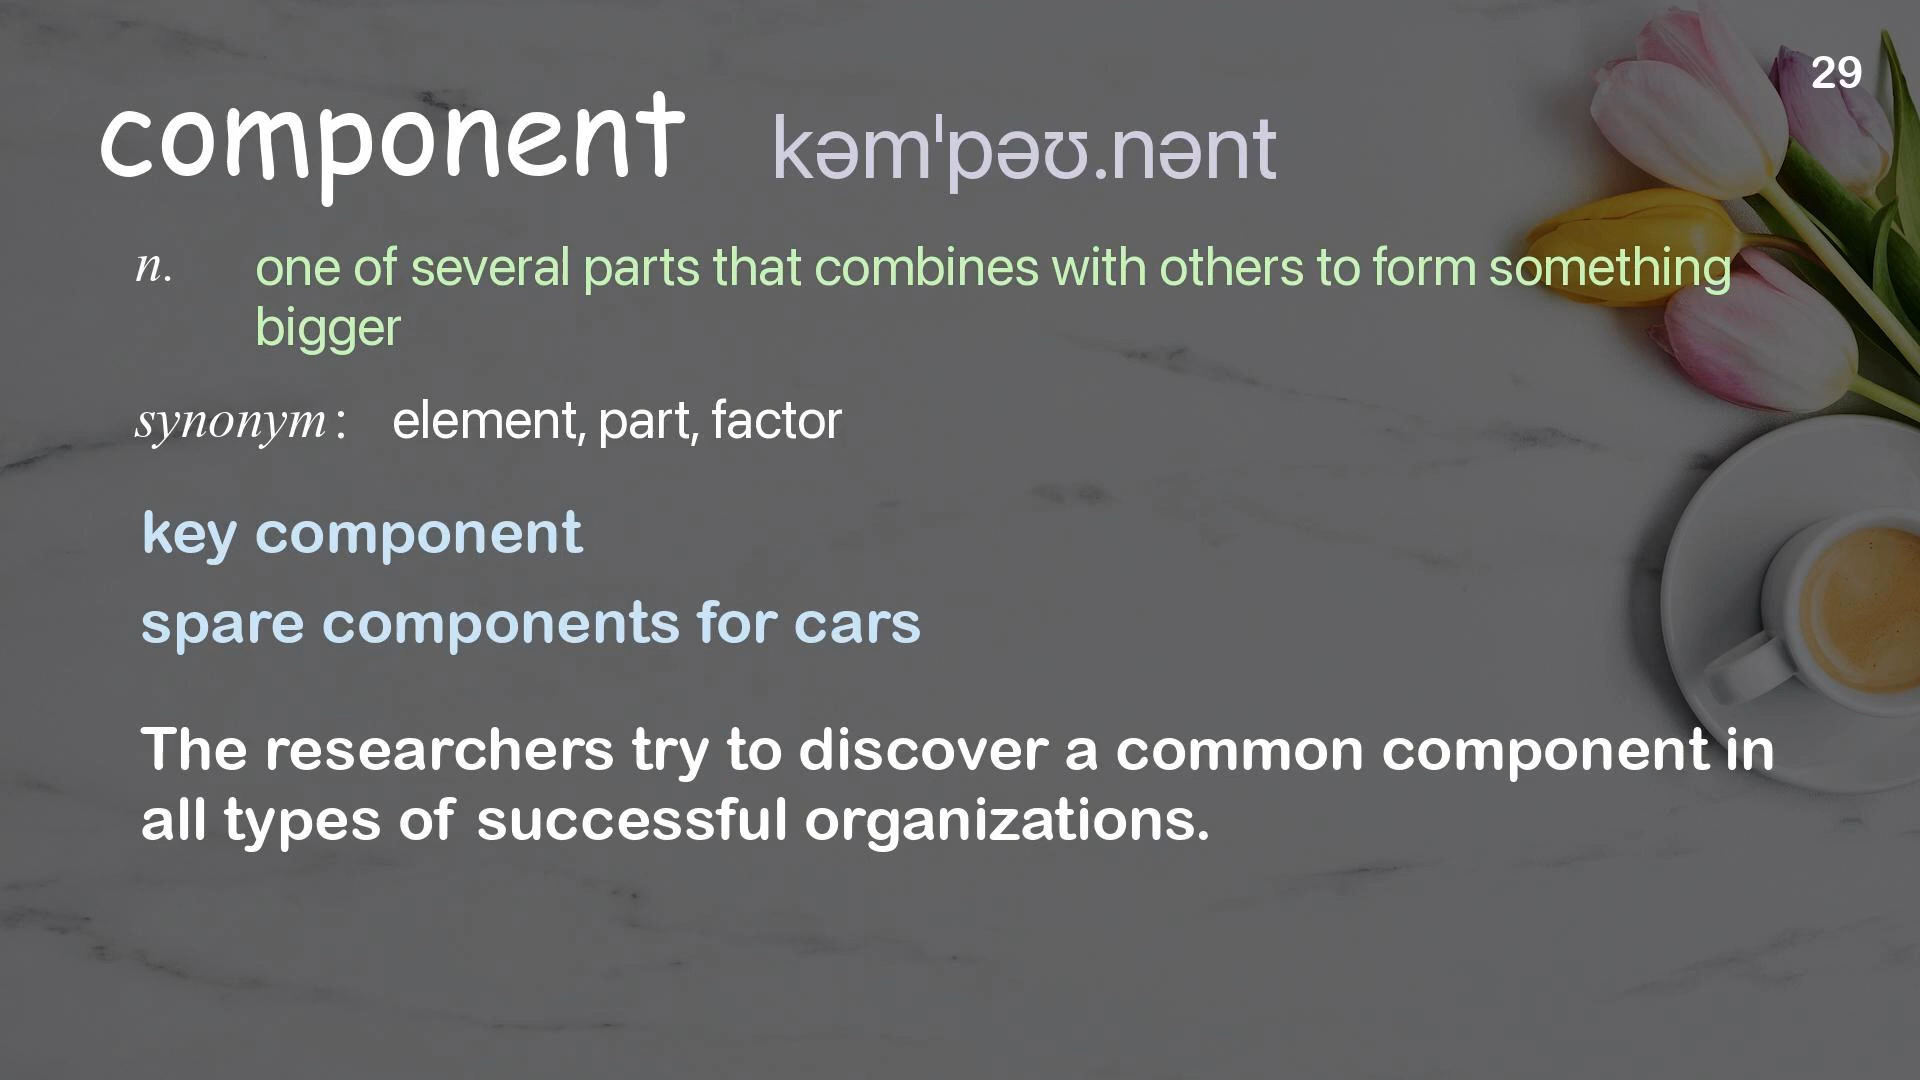 29
component kəmˈpəʊ.nənt
n. one of several parts that combines with others to form something
bigger
synonym: element, part, factor
key component
spare components for cars
The researchers try to discover a common component in
all types of successful organizations.